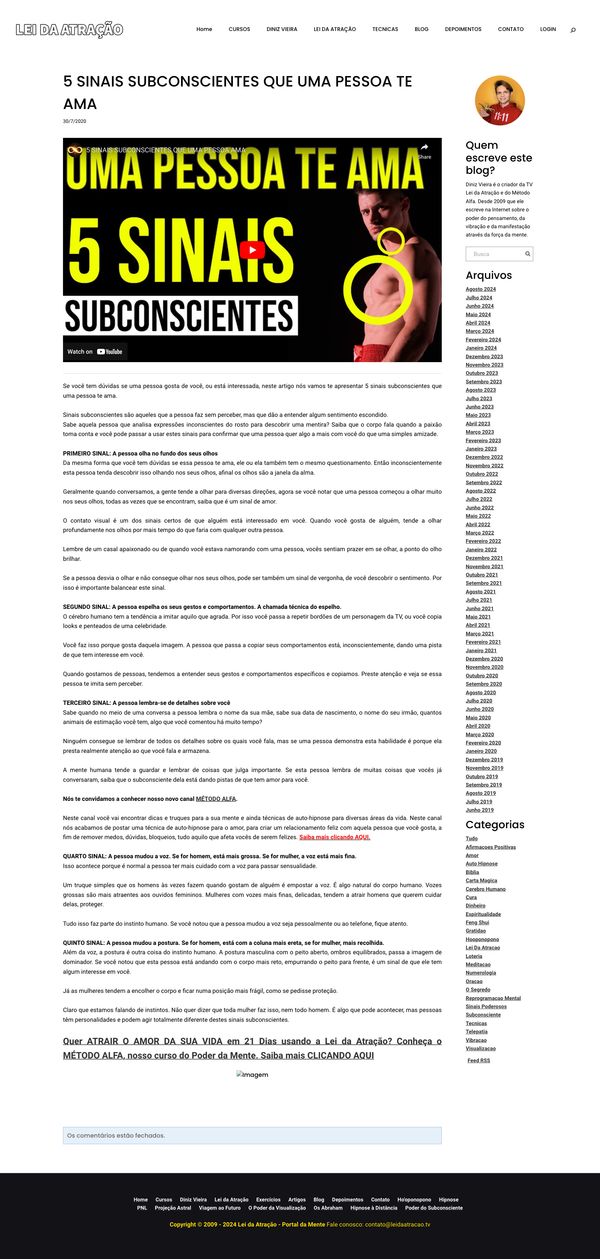 LEI DA ATRAÇÃO
Home CURSOS DINIZ VIEIRA LEI DA ATRAÇÃO TECNICAS BLOG DEPOIMENTOS CONTATO LOGIN
5 SINAIS SUBCONSCIENTES QUE UMA PESSOA TE
AMA
30/7/2020
5 SINAIS SUBCONSCIENTES QUE UMA PESSOA AMA
Share
UMA PESSOA TE AMA
5 SINAIS
SUBCONSCIENTES
Watch on YouTube
Se você tem dúvidas se uma pessoa gosta de você, ou está interessada, neste artigo nós vamos te apresentar 5 sinais subconscientes que
uma pessoa te ama.
Sinais subconscientes são aqueles que a pessoa faz sem perceber, mas que dão a entender algum sentimento escondido.
Sabe aquela pessoa que analisa expressões inconscientes do rosto para descobrir uma mentira? Saiba que o corpo fala quando a paixão
toma conta e você pode passar a usar estes sinais para confirmar que uma pessoa quer algo a mais com você do que uma simples amizade.
PRIMEIRO SINAL: A pessoa olha no fundo dos seus olhos
Da mesma forma que você tem dúvidas se essa pessoa te ama, ele ou ela também tem o mesmo questionamento. Então inconscientemente
esta pessoa tenda descobrir isso olhando nos seus olhos, afinal os olhos são a janela da alma.
Geralmente quando conversamos, a gente tende a olhar para diversas direções, agora se você notar que uma pessoa começou a olhar muito
nos seus olhos, todas as vezes que se encontram, saiba que é um sinal de amor.
O contato visual é um dos sinais certos de que alguém está interessado em você. Quando você gosta de alguém, tende a olhar
profundamente nos olhos por mais tempo do que faria com qualquer outra pessoa.
Lembre de um casal apaixonado ou de quando você estava namorando com uma pessoa, vocês sentiam prazer em se olhar, a ponto do olho
brilhar.
Se a pessoa desvia o olhar e não consegue olhar nos seus olhos, pode ser também um sinal de vergonha, de você descobrir o sentimento. Por
isso é importante balancear este sinal.
SEGUNDO SINAL: A pessoa espelha os seus gestos e comportamentos. A chamada técnica do espelho.
O cérebro humano tem a tendência a imitar aquilo que agrada. Por isso você passa a repetir bordões de um personagem da TV, ou você copia
looks e penteados de uma celebridade.
Você faz isso porque gosta daquela imagem. A pessoa que passa a copiar seus comportamentos está, inconscientemente, dando uma pista
de que tem interesse em você.
Quando gostamos de pessoas, tendemos a entender seus gestos e comportamentos específicos e copiamos. Preste atenção e veja se essa
pessoa te imita sem perceber.
TERCEIRO SINAL: A pessoa lembra-se de detalhes sobre você
Sabe quando no meio de uma conversa a pessoa lembra o nome da sua mãe, sabe sua data de nascimento, o nome do seu irmão, quantos
animais de estimação você tem, algo que você comentou há muito tempo?
Ninguém consegue se lembrar de todos os detalhes sobre os quais você fala, mas se uma pessoa demonstra esta habilidade é porque ela
presta realmente atenção ao que você fala e armazena.
A mente humana tende a guardar e lembrar de coisas que julga importante. Se esta pessoa lembra de muitas coisas que vocês já
conversaram, saiba que o subconsciente dela está dando pistas de que tem amor para você.
Nós te convidamos a conhecer nosso novo canal MÉTODO ALFA.
Neste canal você vai encontrar dicas e truques para a sua mente e ainda técnicas de auto-hipnose para diversas áreas da vida. Neste canal
nós acabamos de postar uma técnica de auto-hipnose para o amor, para criar um relacionamento feliz com aquela pessoa que você gosta, a
fim de remover medos, dúvidas, bloqueios, tudo aquilo que afeta vocês de serem felizes. Saiba mais clicando AQUI.
QUARTO SINAL: A pessoa mudou a voz. Se for homem, está mais grossa. Se for mulher, a voz está mais fina.
Isso acontece porque é normal a pessoa ter mais cuidado com a voz para passar sensualidade.
Um truque simples que os homens às vezes fazem quando gostam de alguém é empostar a voz. É algo natural do corpo humano. Vozes
grossas são mais atraentes aos ouvidos femininos. Mulheres com vozes mais finas, delicadas, tendem a atrair homens que querem cuidar
delas, proteger.
Tudo isso faz parte do instinto humano. Se você notou que a pessoa mudou a voz seja pessoalmente ou ao telefone, fique atento.
QUINTO SINAL: A pessoa mudou a postura. Se for homem, está com a coluna mais ereta, se for mulher, mais recolhida.
Além da voz, a postura é outra coisa do instinto humano. A postura masculina com o peito aberto, ombros equilibrados, passa a imagem de
dominador. Se você notou que esta pessoa está andando com o corpo mais reto, empurrando o peito para frente, é um sinal de que ele tem
algum interesse em você.
Já as mulheres tendem a encolher o corpo e ficar numa posição mais frágil, como se pedisse proteção.
Claro que estamos falando de instintos. Não quer dizer que toda mulher faz isso, nem todo homem. É algo que pode acontecer, mas pessoas
têm personalidades e podem agir totalmente diferente destes sinais subconscientes.
Quer ATRAIR O AMOR DA SUA VIDA em 21 Dias usando a Lei da Atração? Conheça o
MÉTODO ALFA, nosso curso do Poder da Mente. Saiba mais CLICANDO AQUI
Imagem
Os comentários estão fechados.
11:11
Quem
escreve este
blog?
Diniz Vieira é o criador da TV
Lei da Atração e do Método
Alfa. Desde 2009 que ele
escreve na Internet sobre o
poder do pensamento, da
vibração e da manifestação
através da força da mente.
Busca
Arquivos
Agosto 2024
Julho 2024
Junho 2024
Maio 2024
Abril 2024
Março 2024
Fevereiro 2024
Janeiro 2024
Dezembro 2023
Novembro 2023
Outubro 2023
Setembro 2023
Agosto 2023
Julho 2023
Junho 2023
Maio 2023
Abril 2023
Março 2023
Fevereiro 2023
Janeiro 2023
Dezembro 2022
Novembro 2022
Outubro 2022
Setembro 2022
Agosto 2022
Julho 2022
Junho 2022
Maio 2022
Abril 2022
Março 2022
Fevereiro 2022
Janeiro 2022
Dezembro 2021
Novembro 2021
Outubro 2021
Setembro 2021
Agosto 2021
Julho 2021
Junho 2021
Maio 2021
Abril 2021
Março 2021
Fevereiro 2021
Janeiro 2021
Dezembro 2020
Novembro 2020
Outubro 2020
Setembro 2020
Agosto 2020
Julho 2020
Junho 2020
Maio 2020
Abril 2020
Março 2020
Fevereiro 2020
Janeiro 2020
Dezembro 2019
Novembro 2019
Outubro 2019
Setembro 2019
Agosto 2019
Julho 2019
Junho 2019
Categorias
Tudo
Afirmaçoes Positivas
Amor
Auto Hipnose
Biblia
Carta Magica
Cerebro Humano
Cura
Dinheiro
Espiritualidade
Feng Shui
Gratidao
Hooponopono
Lei Da Atracao
Loteria
Meditacao
Numerologia
Oracao
O Segredo
Reprogramacao Mental
Sinais Poderosos
Subconsciente
Tecnicas
Telepatia
Vibracao
Visualizacao
Feed RSS
Home Cursos Diniz Vieira Lei da Atração Exercícios Artigos Blog Depoimentos Contato Ho'oponopono Hipnose
PNL Projeção Astral Viagem ao Futuro O Poder da Visualização Os Abraham Hipnose à Distância Poder do Subconsciente
Copyright © 2009 - 2024 Lei da Atração - Portal da Mente Fale conosco: contato@leidaatracao.tv